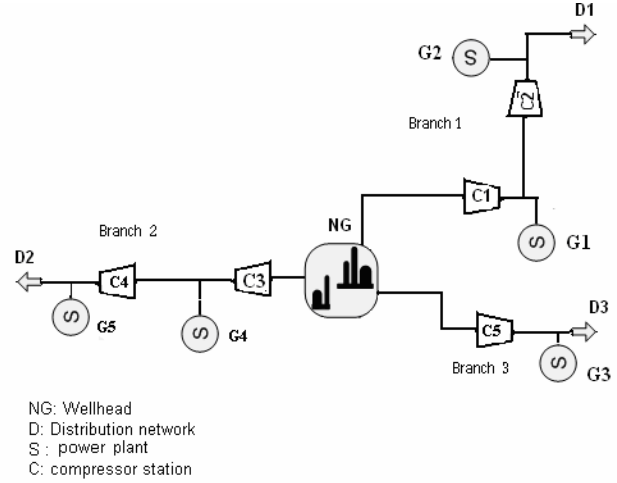 D1
G2
S
C2
Branch 1
C1
NG
S
G1
Branch 2
D2
C4
C3
D3
C5
S
G5
S
G4
Branch 3
S
G3
NG: Wellhead
D: Distribution network
S : power plant
C: compressor station